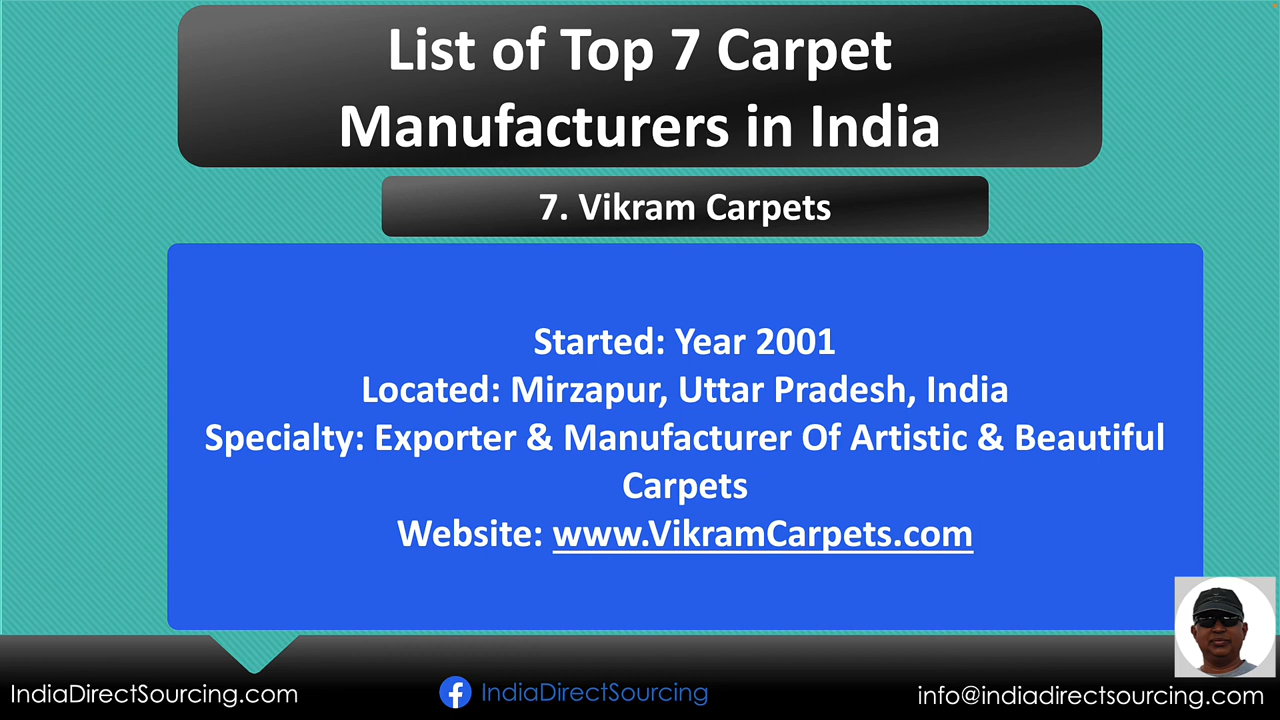 List of Top 7 Carpet
Manufacturers in India
7. Vikram Carpets
Started: Year 2001
Located: Mirzapur, Uttar Pradesh, India
Specialty: Exporter & Manufacturer Of Artistic & Beautiful
Carpets
Website: www.VikramCarpets.com
IndiaDirectSourcing.com
IndiaDirectSourcing
info@indiadirectsourcing.com